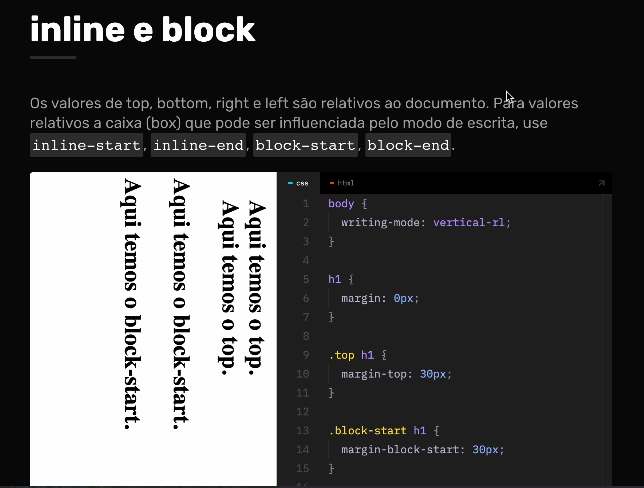 inline e block
Os valores de top, bottom, right e left são relativos ao documento. Para valores
relativos a caixa (box) que pode ser influenciada pelo modo de escrita, use
inline-start, inline-end, block-start, block-end.
Aqui temos o top.
Aqui temos o top.
Aqui temos o block-start.
Aqui temos o block-start.
css html
1 body {
2 writing-mode: vertical-rl;
3 }
4
5 h1 {
6 margin: 0px;
7 }
8
9 .top h1 {
10 margin-top: 30px;
11 }
12
13 .block-start h1 {
14 margin-block-start: 30px;
15 }